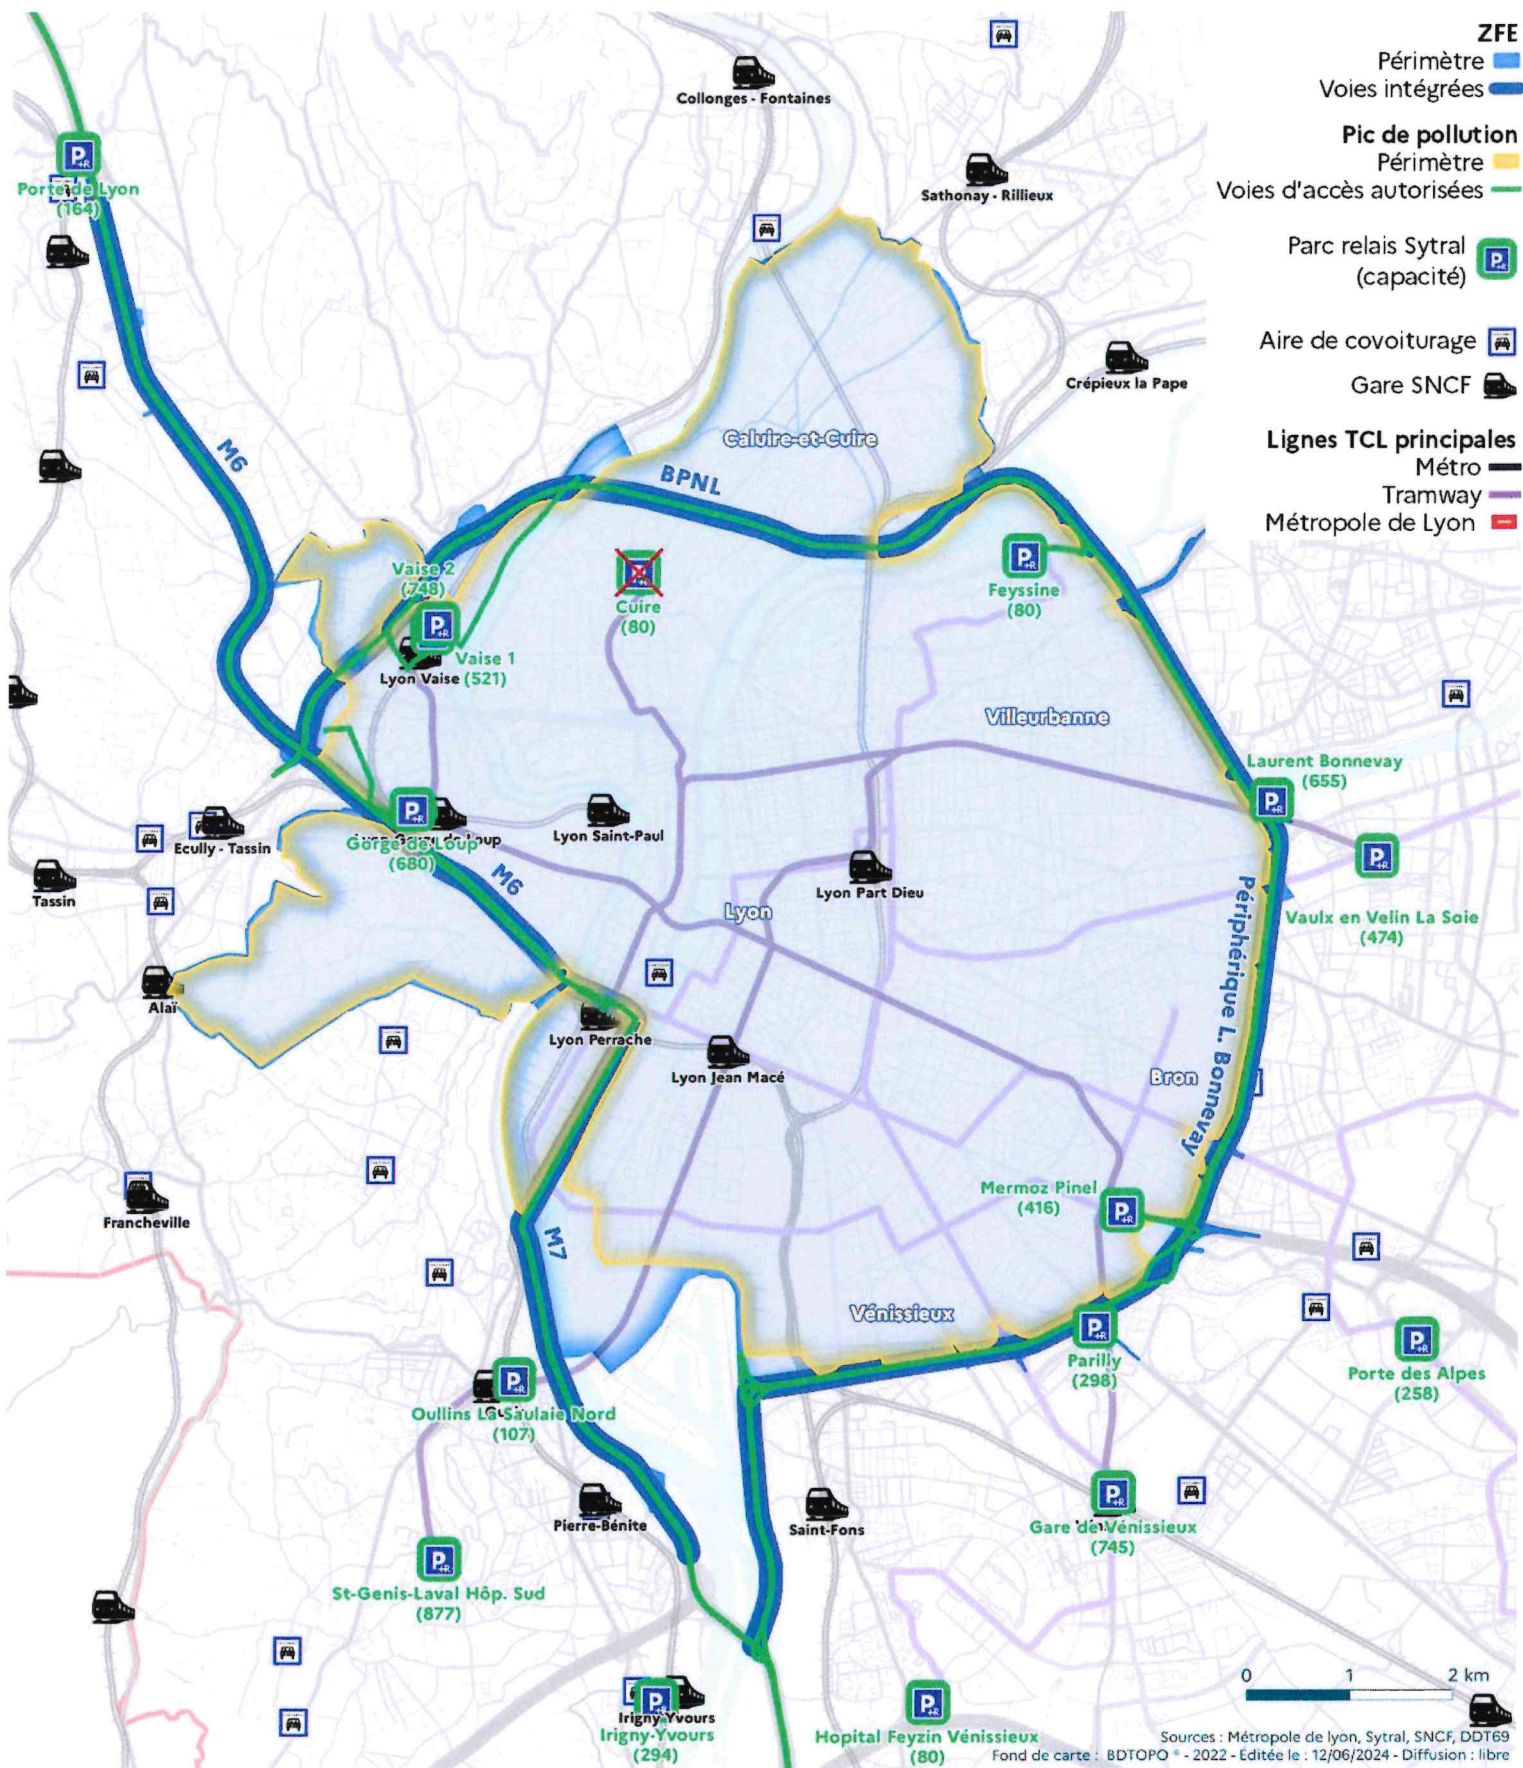 ZFE
Périmètre
Voies intégrées
Pic de pollution
Périmètre
Voies d'accès autorisées
Parc relais Sytral
(capacité)
Aire de covoiturage
Gare SNCF
Lignes TCL principales
Métro
Tramway
Métropole de Lyon
Collonges - Fontaines
Sathonay - Rillieux
Porte de Lyon
(164)
Crépieux la Pape
Caluire-et-Cuire
M6
BPNL
Vaise 2
(748)
Cuire
(80)
Feyssine
(80)
Vaise 1
Lyon Vaise (521)
Villeurbanne
Laurent Bonnevay
(655)
Ecully - Tassin
Gorge de Loup
(680)
Lyon Saint-Paul
Tassin
M6
Lyon Part Dieu
Lyon
Vaulx en Velin La Soie
(474)
Périphérique L. Bonnevay
Alaï
Lyon Perrache
Lyon Jean Macé
Bron
Mermoz Pinel
(416)
Francheville
M7
Vénissieux
Parilly
(298)
Porte des Alpes
(258)
Oullins La Saulaie Nord
(107)
Pierre-Bénite
Saint-Fons
Gare de Vénissieux
(745)
St-Genis-Laval Hôp. Sud
(877)
Irigny Yvours
Irigny-Yvours
(294)
Hopital Feyzin Vénissieux
(80)
0 1 2 km
Sources : Métropole de lyon, Sytral, SNCF, DDT69
Fond de carte : BDTOPO ® - 2022 - Éditée le : 12/06/2024 - Diffusion : libre